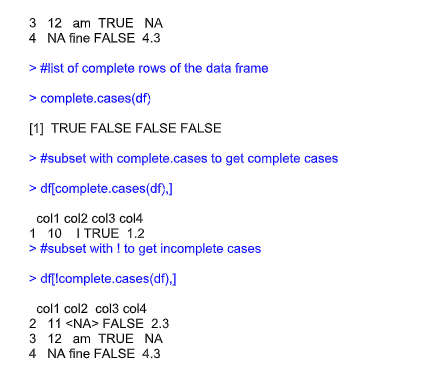 3 12 am TRUE NA
4 NA fine FALSE 4.3
> #list of complete rows of the data frame
> complete.cases(df)
[1] TRUE FALSE FALSE FALSE
> #subset with complete.cases to get complete cases
> df[complete.cases(df),]
col1 col2 col3 col4
1 10 I TRUE 1.2
> #subset with ! to get incomplete cases
> df[!complete.cases(df),]
col1 col2 col3 col4
2 11 <NA> FALSE 2.3
3 12 am TRUE NA
4 NA fine FALSE 4.3